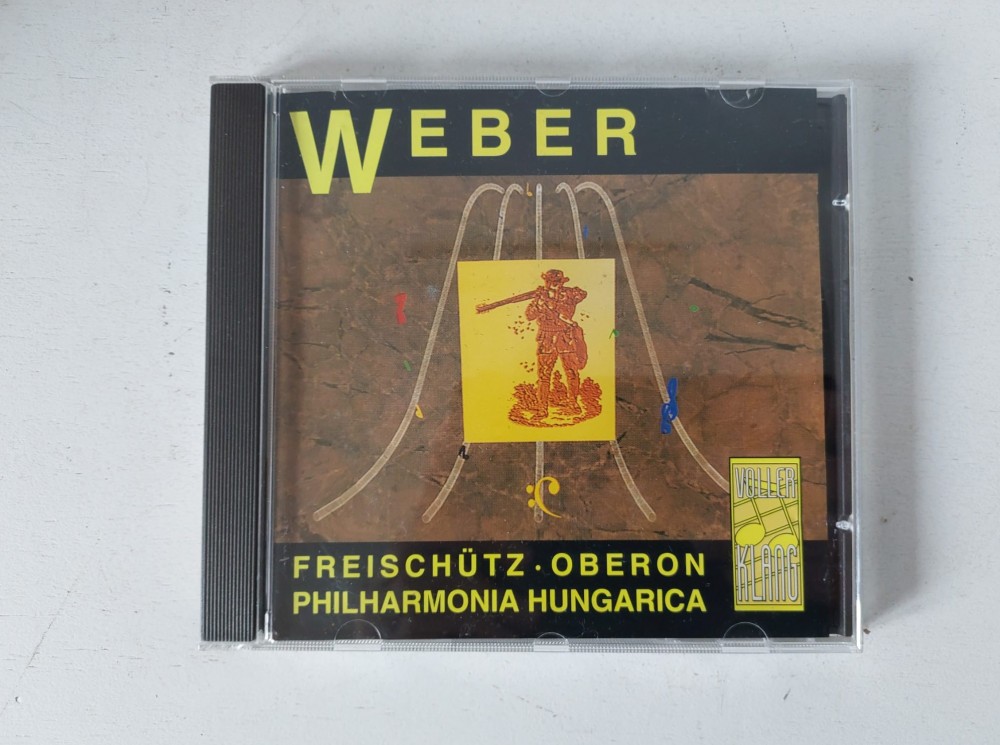 WEBER
FREISCHÜTZ · OBERON
PHILHARMONIA HUNGARICA
VOLLER
KLANG